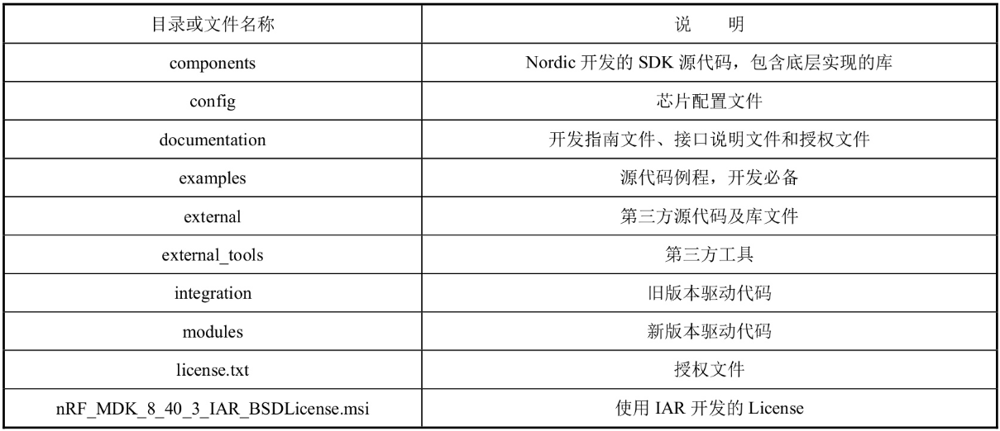 目录或文件名称 说 明
components Nordic 开发的 SDK 源代码，包含底层实现的库
config 芯片配置文件
documentation 开发指南文件、接口说明文件和授权文件
examples 源代码例程，开发必备
external 第三方源代码及库文件
external_tools 第三方工具
integration 旧版本驱动代码
modules 新版本驱动代码
license.txt 授权文件
nRF_MDK_8_40_3_IAR_BSDLicense.msi 使用 IAR 开发的 License